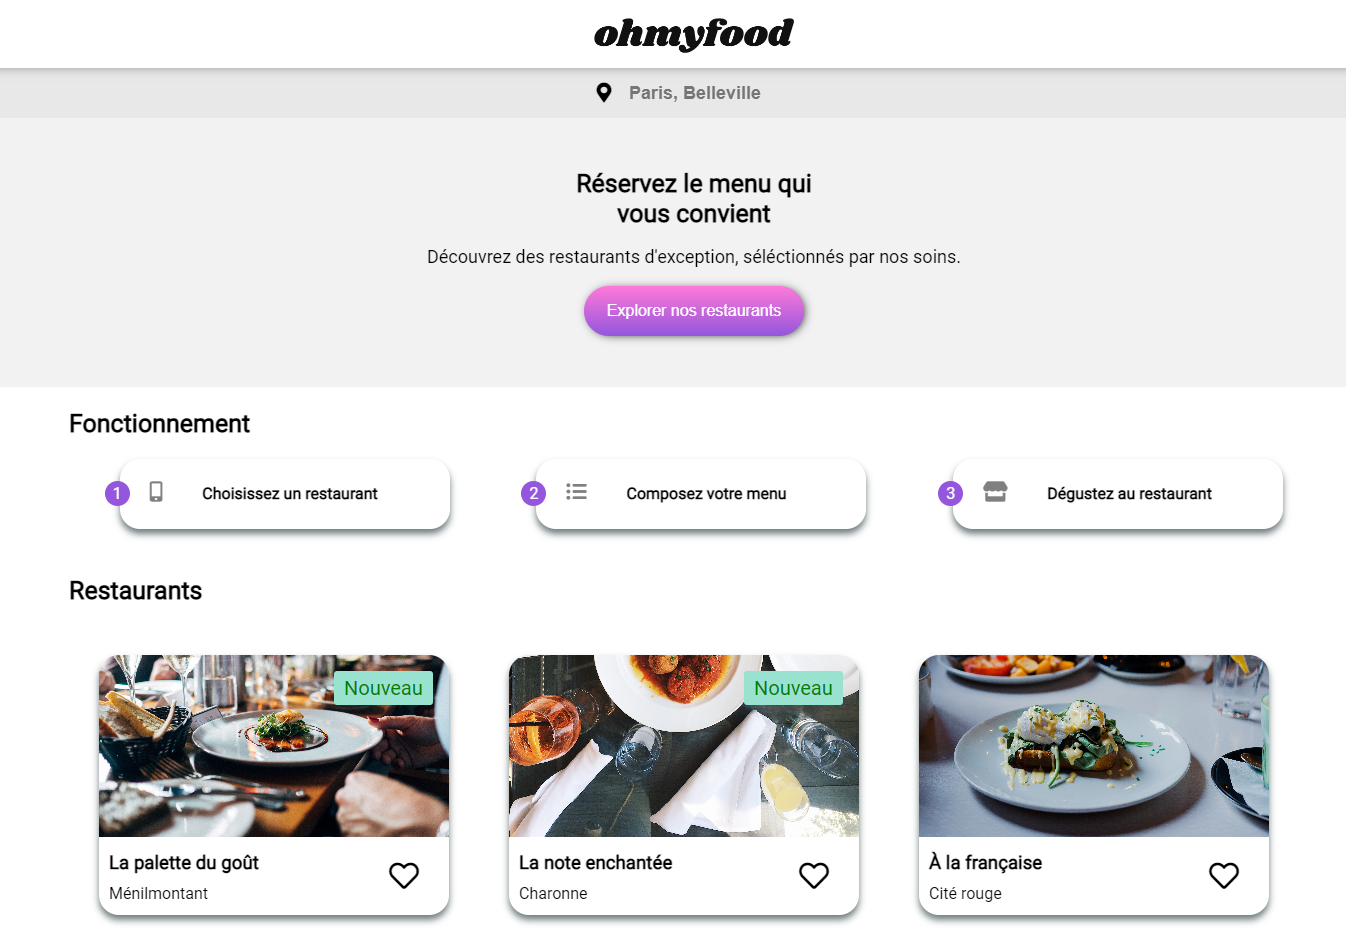 ohmyfood
Paris, Belleville
Réservez le menu qui
vous convient
Découvrez des restaurants d'exception, séléctionnés par nos soins.
Explorer nos restaurants
Fonctionnement
1 Choisissez un restaurant
2 Composez votre menu
3 Dégustez au restaurant
Restaurants
Nouveau
La palette du goût
Ménilmontant
Nouveau
La note enchantée
Charonne
À la française
Cité rouge